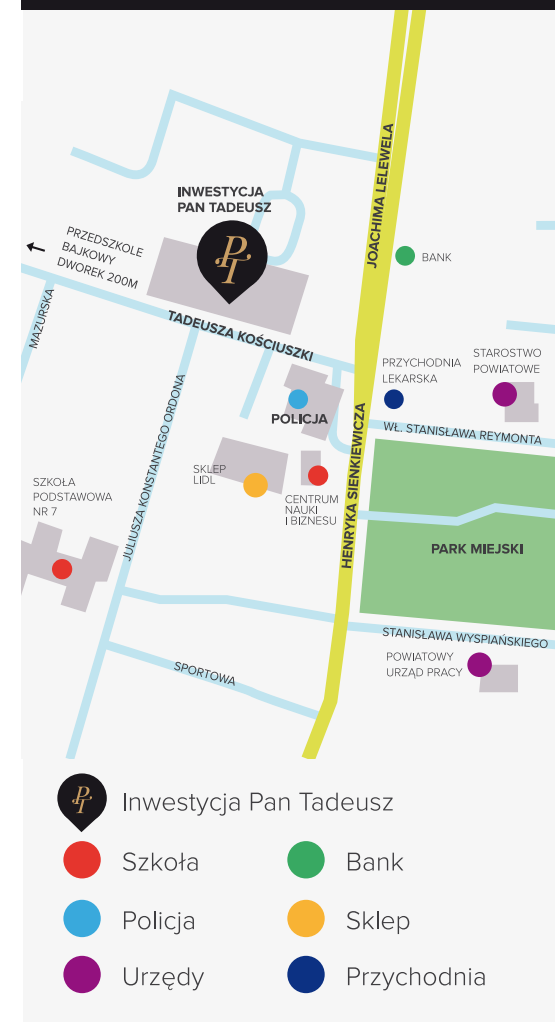 JOACHIMA LELEWELA
INWESTYCJA
PAN TADEUSZ
PT
PRZEDSZKOLE
BAJKOWY
DWOREK 200M
BANK
MAZURSKA
TADEUSZA KOŚCIUSZKI
PRZYCHODNIA
LEKARSKA
STAROSTWO
POWIATOWE
POLICJA
WŁ. STANISŁAWA REYMONTA
JULIUSZA KONSTANTEGO ORDONA
HENRYKA SIENKIEWICZA
SKLEP
LIDL
SZKOŁA
PODSTAWOWA
NR 7
CENTRUM
NAUKI
I BIZNESU
PARK MIEJSKI
STANISŁAWA WYSPIAŃSKIEGO
POWIATOWY
URZĄD PRACY
SPORTOWA
PT
Inwestycja Pan Tadeusz
Szkoła
Bank
Policja
Sklep
Urzędy
Przychodnia